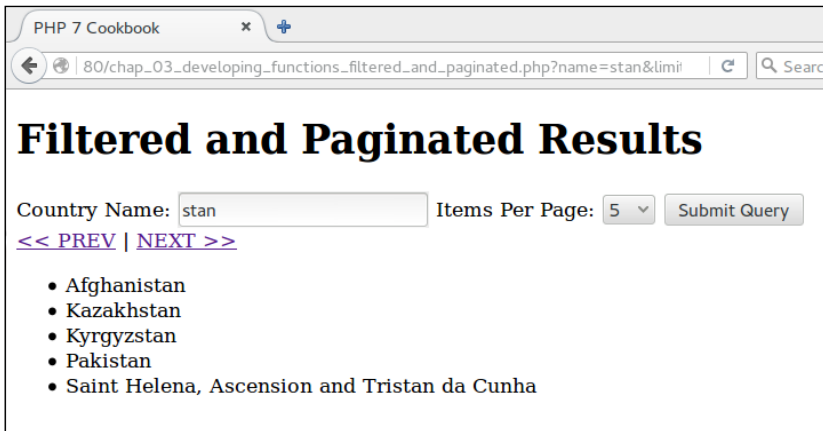 PHP 7 Cookbook
80/chap_03_developing_functions_filtered_and_paginated.php?name=stan&limit
Filtered and Paginated Results
Country Name: stan Items Per Page: 5 Submit Query
<< PREV | NEXT >>
• Afghanistan
• Kazakhstan
• Kyrgyzstan
• Pakistan
• Saint Helena, Ascension and Tristan da Cunha